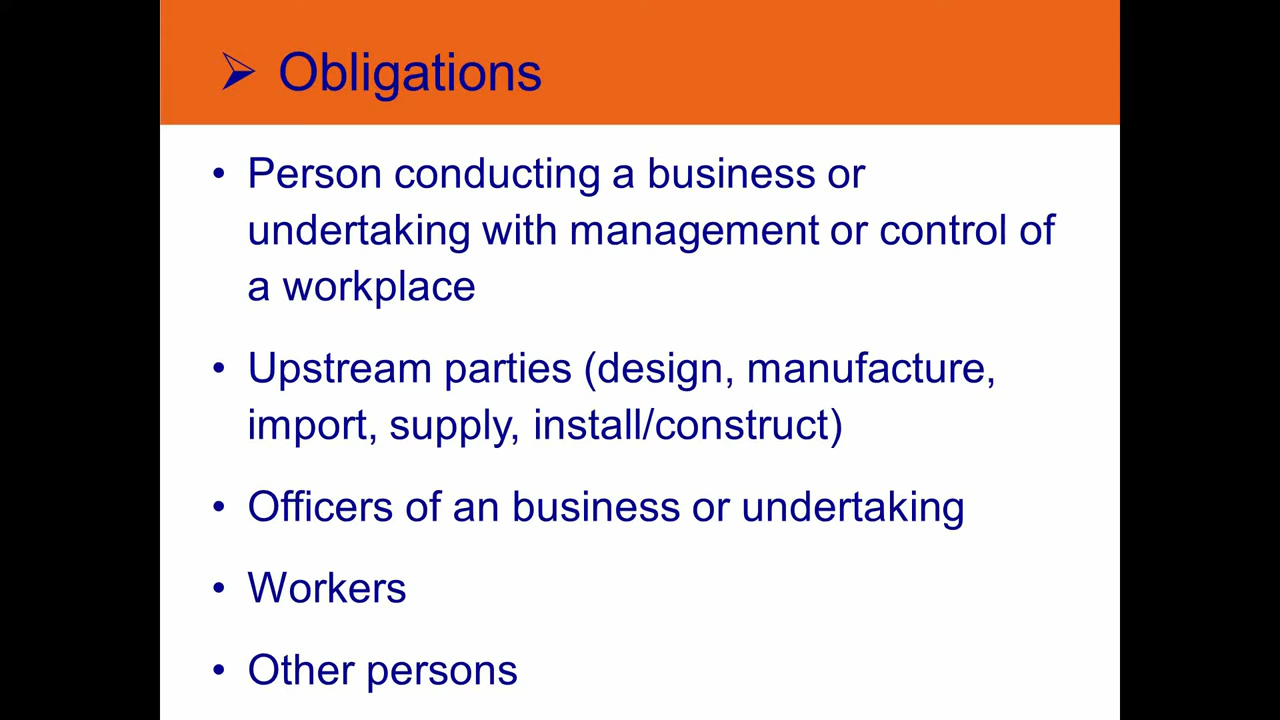 ➢ Obligations
• Person conducting a business or
undertaking with management or control of
a workplace
• Upstream parties (design, manufacture,
import, supply, install/construct)
• Officers of an business or undertaking
• Workers
• Other persons